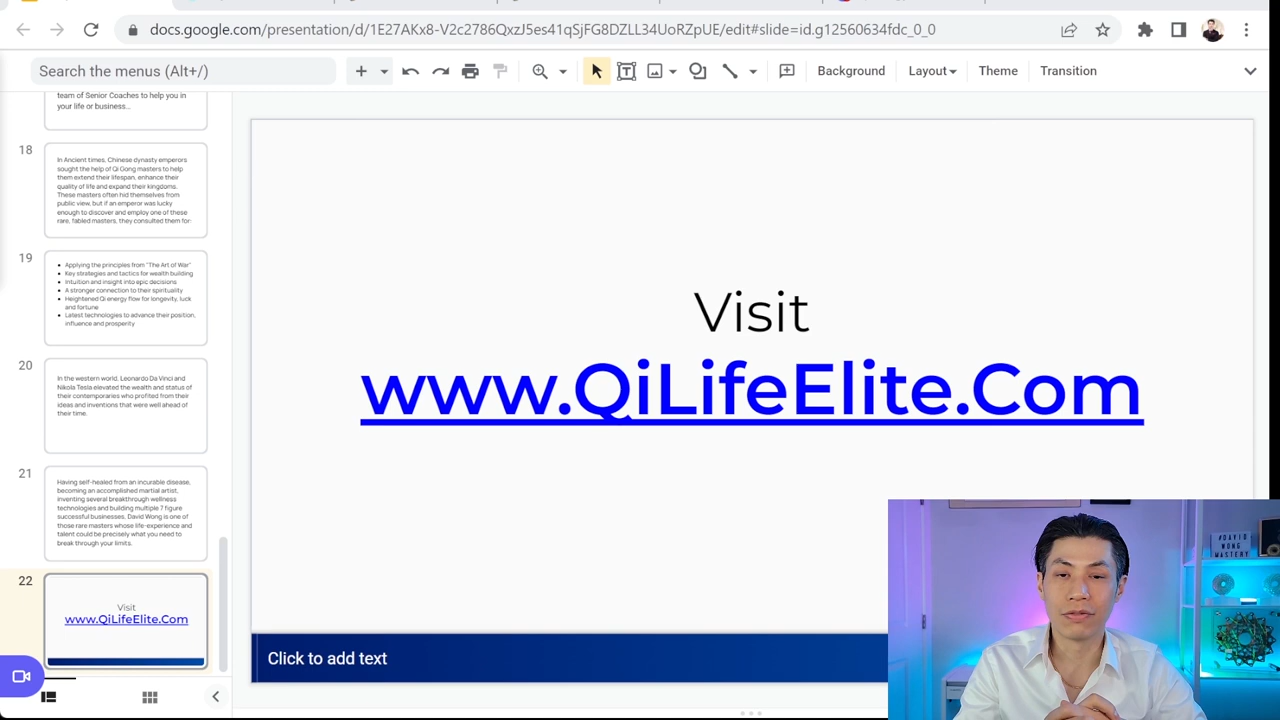 docs.google.com/presentation/d/1E27AKx8-V2c2786QxzJ5es41qSjFG8DZLL34UoRZpUE/edit#slide=id.g12560634fdc_0_0
Search the menus (Alt+/)
Background
Layout
Theme
Transition
team of Senior Coaches to help you in
your life or business...
18
In Ancient times, Chinese dynasty emperors
sought the help of Qi Gong masters to help
them extend their lifespan, enhance their
quality of life and expand their kingdoms.
These masters often hid themselves from
public view, but if an emperor was lucky
enough to discover and employ one of these
rare, fabled masters, they consulted them for:
19
• Applying the principles from "The Art of War"
• Key strategies and tactics for wealth building
• Intuition and insight into epic decisions
• A stronger connection to their spirituality
• Heightened Qi energy flow for longevity, luck
and fortune
• Latest technologies to advance their position,
influence and prosperity
20
In the western world, Leonardo Da Vinci and
Nikola Tesla elevated the wealth and status of
their contemporaries who profited from their
ideas and inventions that were well ahead of
their time.
21
Having self-healed from an incurable disease,
becoming an accomplished martial artist,
inventing several breakthrough wellness
technologies and building multiple 7 figure
successful businesses, David Wong is one of
those rare masters whose life-experience and
talent could be precisely what you need to
break through your limits.
22
Visit
www.QiLifeElite.Com
Visit
www.QiLifeElite.Com
Click to add text
#DAVID
WONG
MASTERY